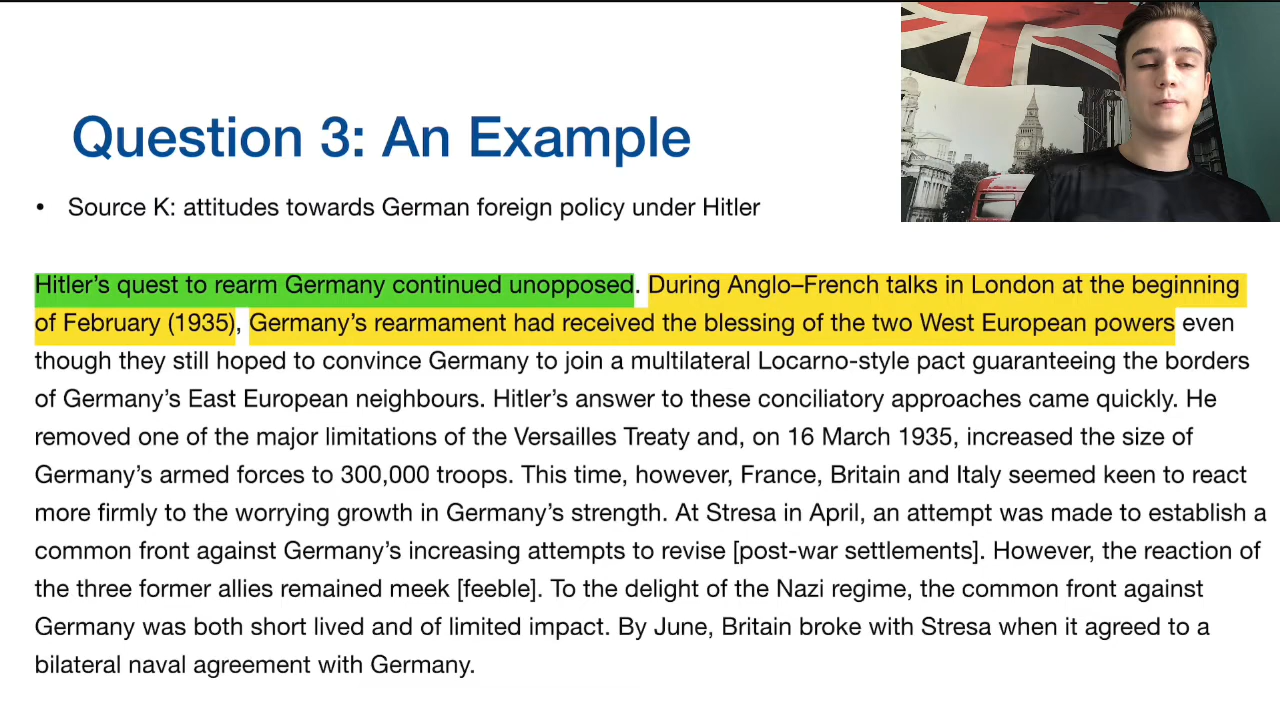 Question 3: An Example
• Source K: attitudes towards German foreign policy under Hitler
Hitler’s quest to rearm Germany continued unopposed. During Anglo–French talks in London at the beginning
of February (1935), Germany’s rearmament had received the blessing of the two West European powers even
though they still hoped to convince Germany to join a multilateral Locarno-style pact guaranteeing the borders
of Germany’s East European neighbours. Hitler’s answer to these conciliatory approaches came quickly. He
removed one of the major limitations of the Versailles Treaty and, on 16 March 1935, increased the size of
Germany’s armed forces to 300,000 troops. This time, however, France, Britain and Italy seemed keen to react
more firmly to the worrying growth in Germany’s strength. At Stresa in April, an attempt was made to establish a
common front against Germany’s increasing attempts to revise [post-war settlements]. However, the reaction of
the three former allies remained meek [feeble]. To the delight of the Nazi regime, the common front against
Germany was both short lived and of limited impact. By June, Britain broke with Stresa when it agreed to a
bilateral naval agreement with Germany.